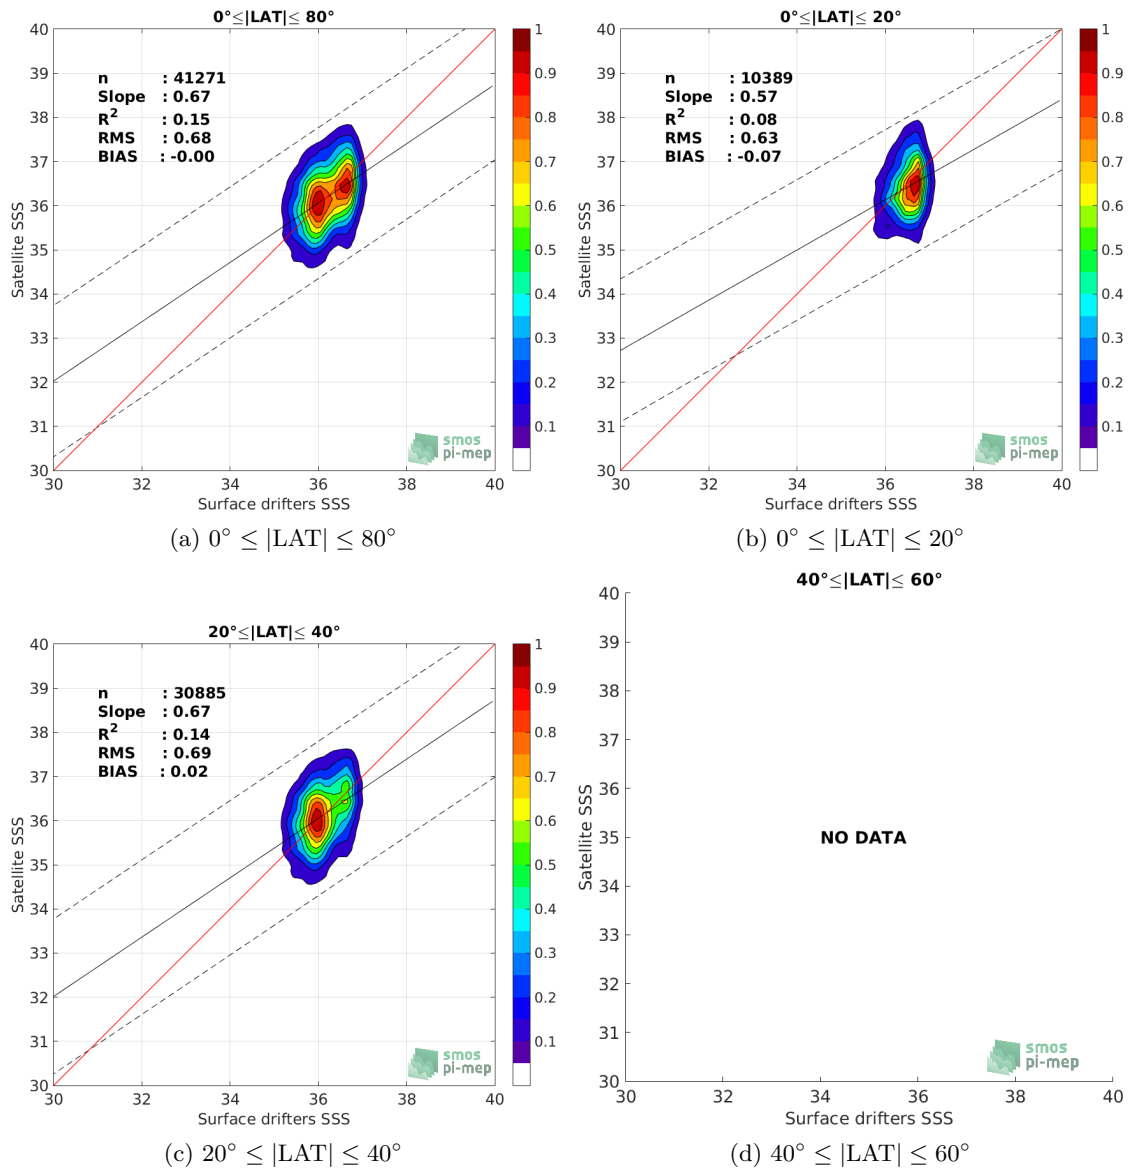 0°≤|LAT|≤ 80°
n : 41271
Slope : 0.67
R² : 0.15
RMS : 0.68
BIAS : -0.00
40
39
38
37
36
35
34
33
32
31
30
Satellite SSS
30 32 34 36 38 40
Surface drifters SSS
1
0.9
0.8
0.7
0.6
0.5
0.4
0.3
0.2
0.1
smos
pi-mep
(a) 0° ≤ |LAT| ≤ 80°
0°≤|LAT|≤ 20°
n : 10389
Slope : 0.57
R² : 0.08
RMS : 0.63
BIAS : -0.07
40
39
38
37
36
35
34
33
32
31
30
Satellite SSS
30 32 34 36 38 40
Surface drifters SSS
1
0.9
0.8
0.7
0.6
0.5
0.4
0.3
0.2
0.1
smos
pi-mep
(b) 0° ≤ |LAT| ≤ 20°
20°≤|LAT|≤ 40°
n : 30885
Slope : 0.67
R² : 0.14
RMS : 0.69
BIAS : 0.02
40
39
38
37
36
35
34
33
32
31
30
Satellite SSS
30 32 34 36 38 40
Surface drifters SSS
1
0.9
0.8
0.7
0.6
0.5
0.4
0.3
0.2
0.1
smos
pi-mep
(c) 20° ≤ |LAT| ≤ 40°
40°≤|LAT|≤ 60°
40
39
38
37
36
35
34
33
32
31
30
Satellite SSS
NO DATA
30 32 34 36 38 40
Surface drifters SSS
smos
pi-mep
(d) 40° ≤ |LAT| ≤ 60°